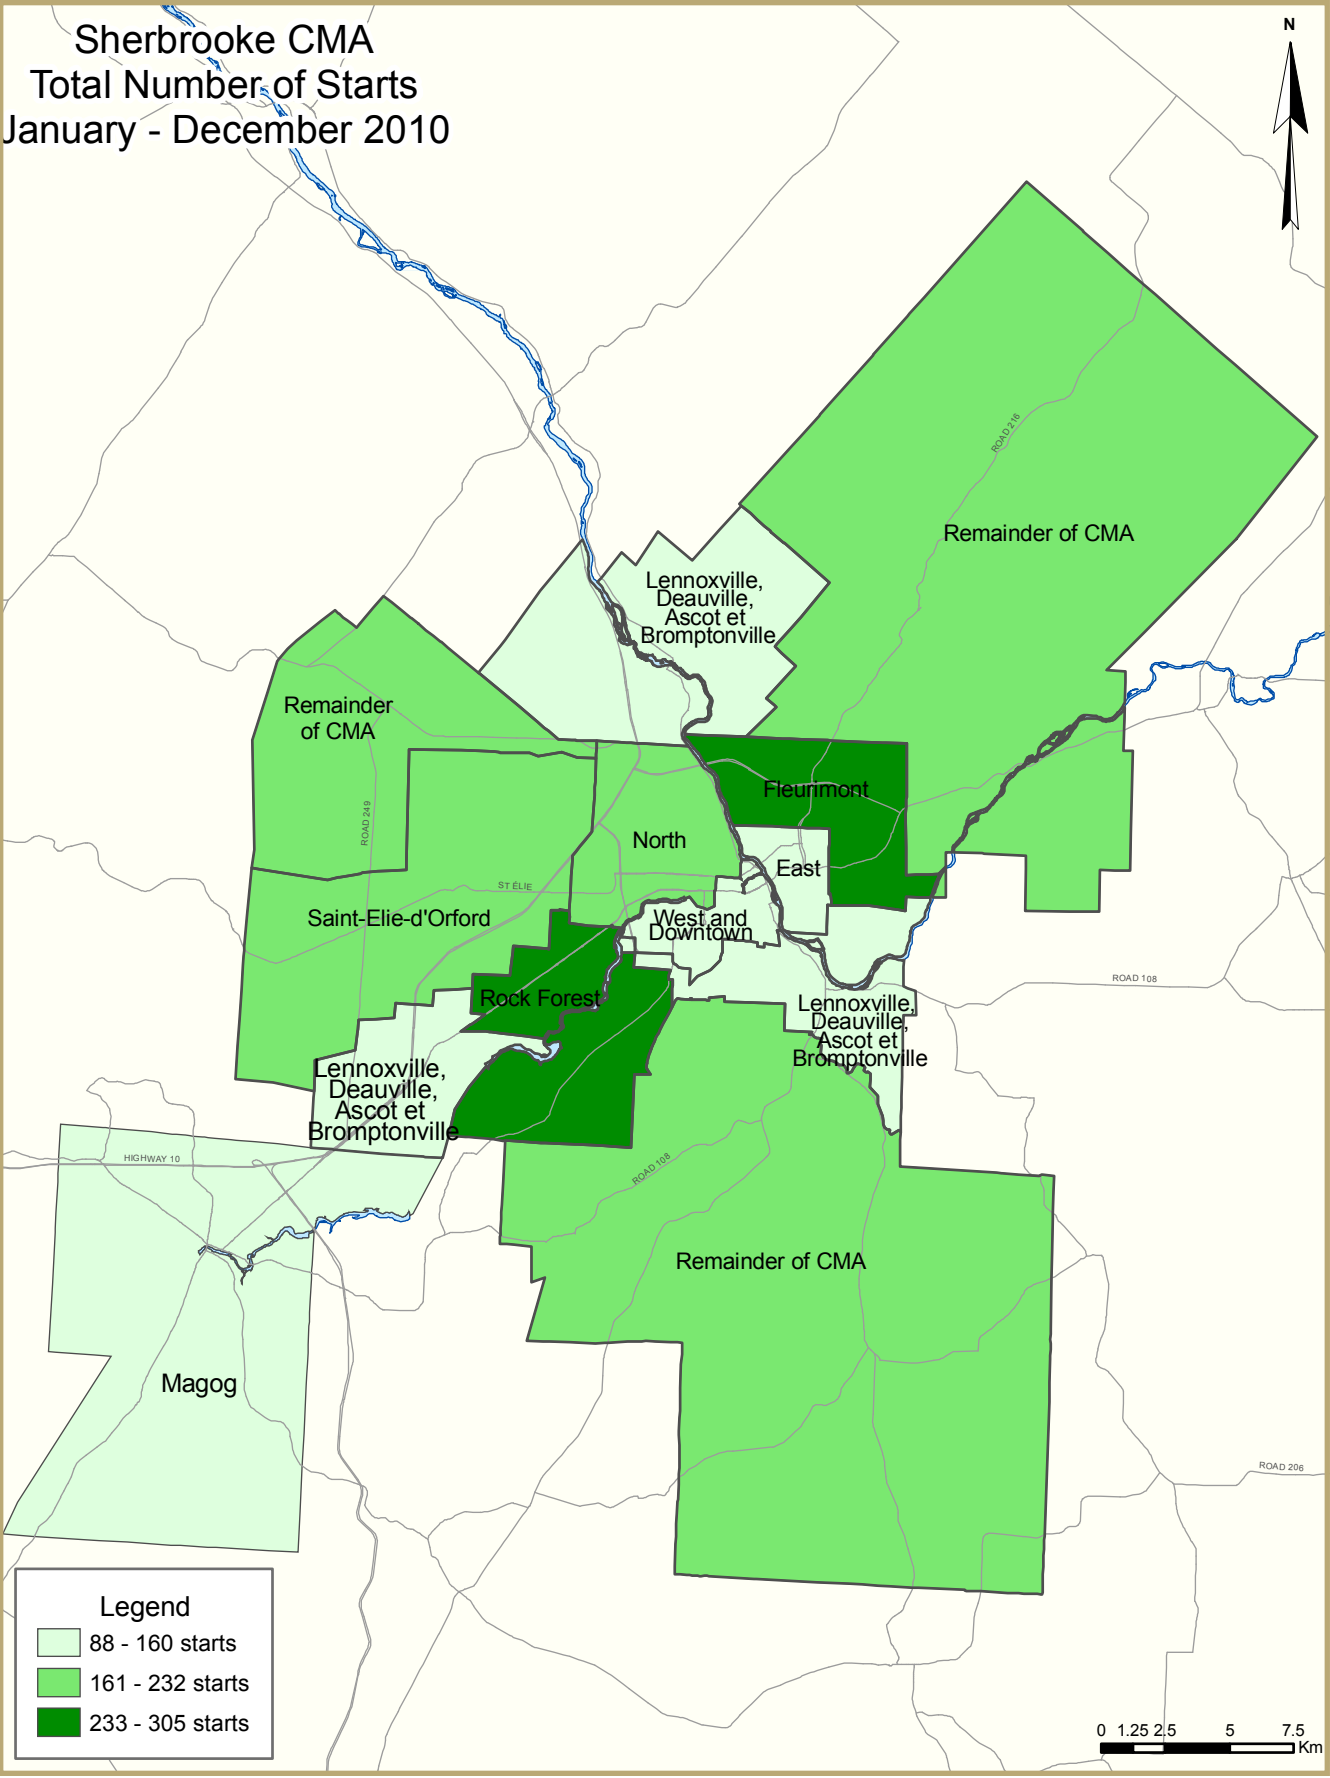 Sherbrooke CMA
Total Number of Starts
January - December 2010
N
ROAD 216
Remainder of CMA
Lennoxville,
Deauville,
Ascot et
Bromptonville
Remainder
of CMA
ROAD 249
Fleurimont
North
East
ST ÉLIE
Saint-Elie-d'Orford
West and
Downtown
Rock Forest
ROAD 108
Lennoxville,
Deauville,
Ascot et
Bromptonville
Lennoxville,
Deauville,
Ascot et
Bromptonville
HIGHWAY 10
ROAD 108
Remainder of CMA
Magog
ROAD 206
Legend
88 - 160 starts
161 - 232 starts
233 - 305 starts
0 1.25 2.5 5 7.5
Km